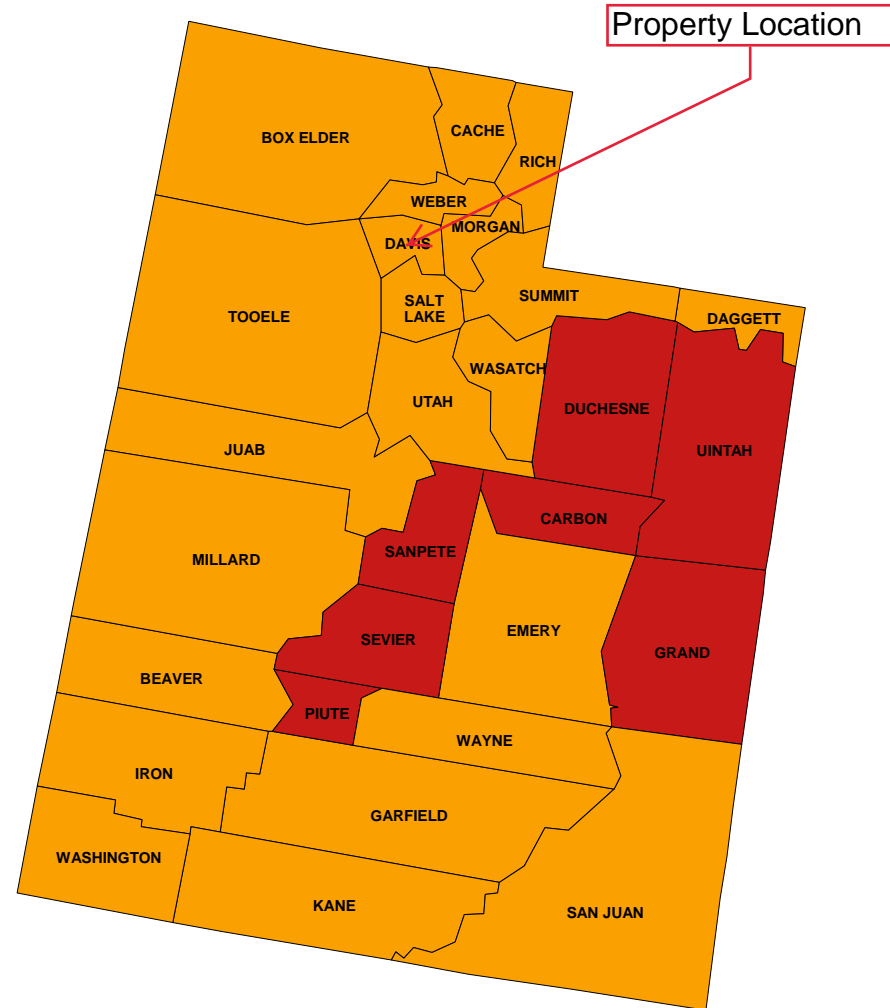 Property Location
CACHE
BOX ELDER
RICH
WEBER
MORGAN
DAVIS
SUMMIT
SALT
LAKE
TOOELE
DAGGETT
WASATCH
UTAH
DUCHESNE
JUAB
UINTAH
CARBON
SANPETE
MILLARD
EMERY
SEVIER
GRAND
BEAVER
PIUTE
WAYNE
IRON
GARFIELD
WASHINGTON
KANE
SAN JUAN